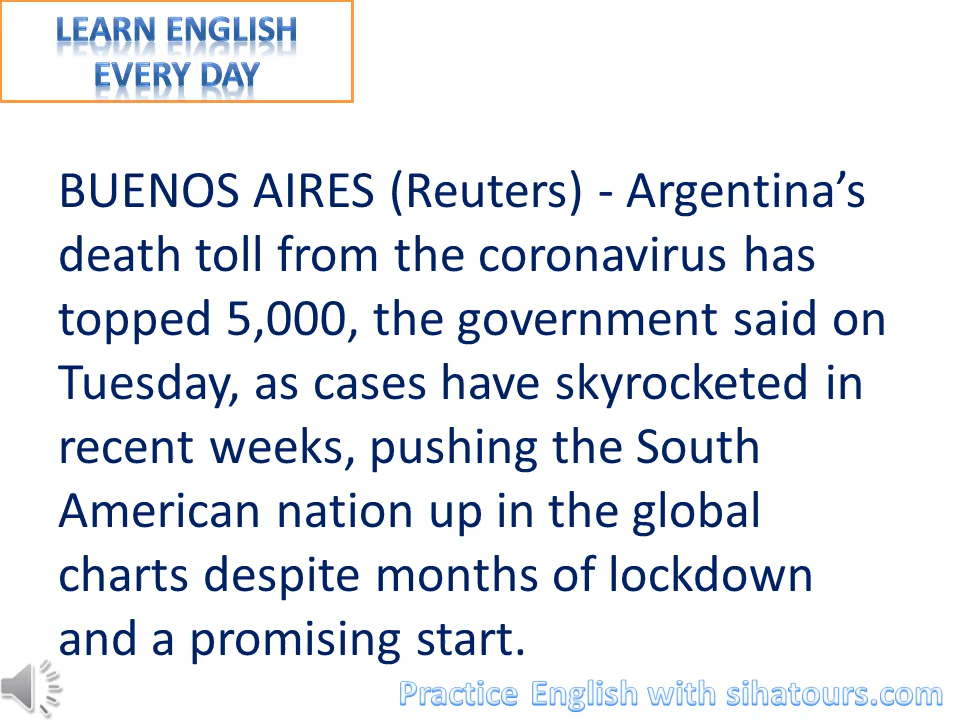 LEARN ENGLISH
EVERY DAY
BUENOS AIRES (Reuters) - Argentina’s
death toll from the coronavirus has
topped 5,000, the government said on
Tuesday, as cases have skyrocketed in
recent weeks, pushing the South
American nation up in the global
charts despite months of lockdown
and a promising start.
Practice English with sihatours.com